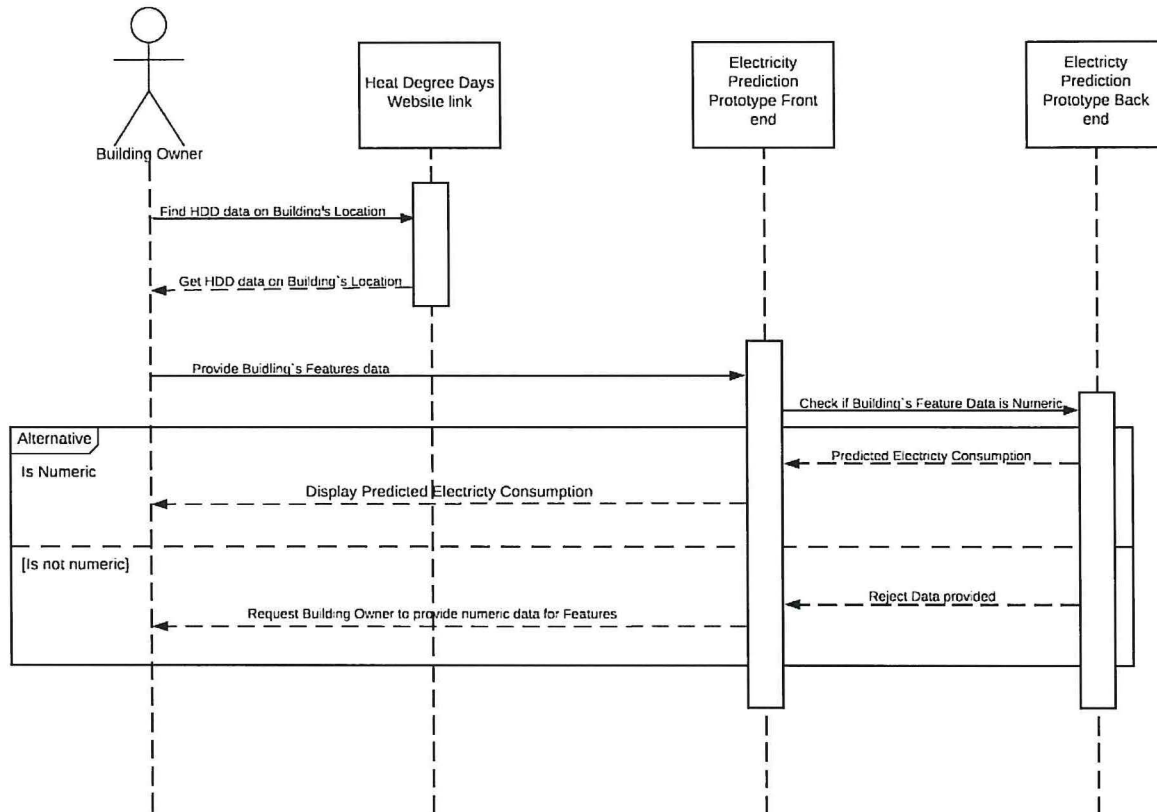 Building Owner
Heat Degree Days
Website link
Electricity
Prediction
Prototype Front
end
Electricty
Prediction
Prototype Back
end
Find HDD data on Building's Location
Get HDD data on Building`s Location
Provide Buidling`s Features data
Check if Building`s Feature Data is Numeric
Alternative
Is Numeric
Predicted Electricty Consumption
Display Predicted Electricty Consumption
[Is not numeric}
Reject Data provided
Request Building Owner to provide numeric data for Features